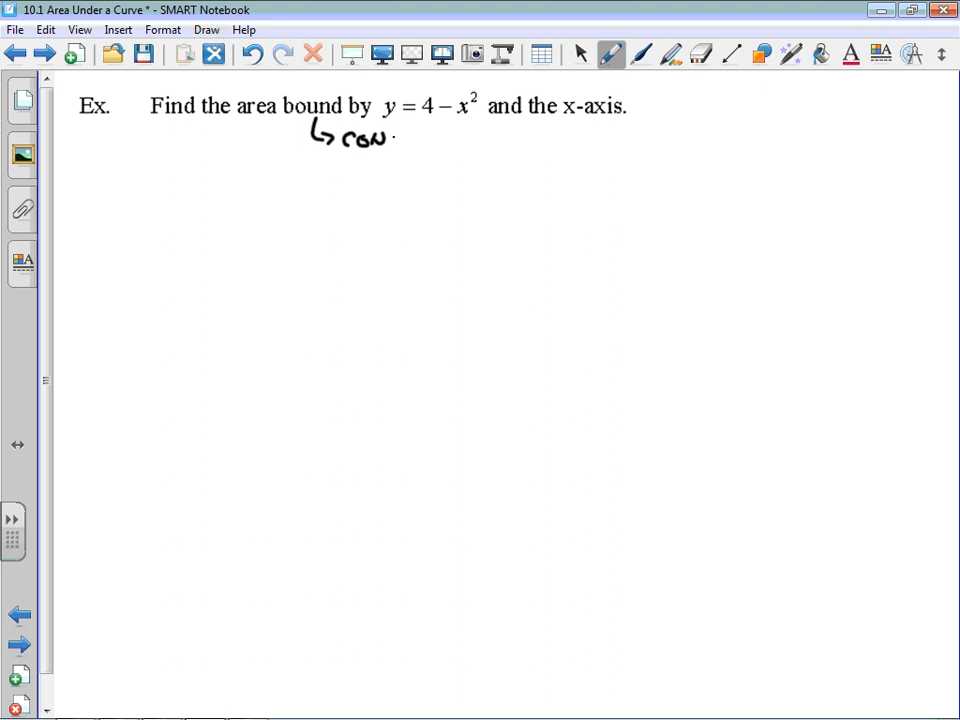 10.1 Area Under a Curve * - SMART Notebook
File Edit View Insert Format Draw Help
Ex. Find the area bound by y = 4 − x² and the x-axis.
↳ CON